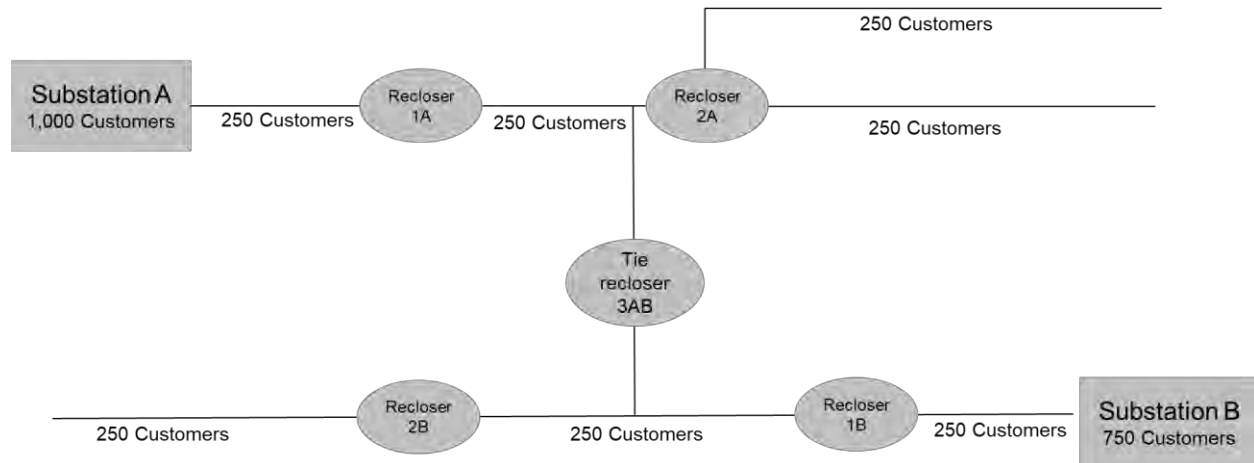 250 Customers
Substation A
1,000 Customers
250 Customers
Recloser
1A
250 Customers
Recloser
2A
250 Customers
Tie
recloser
3AB
250 Customers
Recloser
2B
250 Customers
Recloser
1B
250 Customers
Substation B
750 Customers